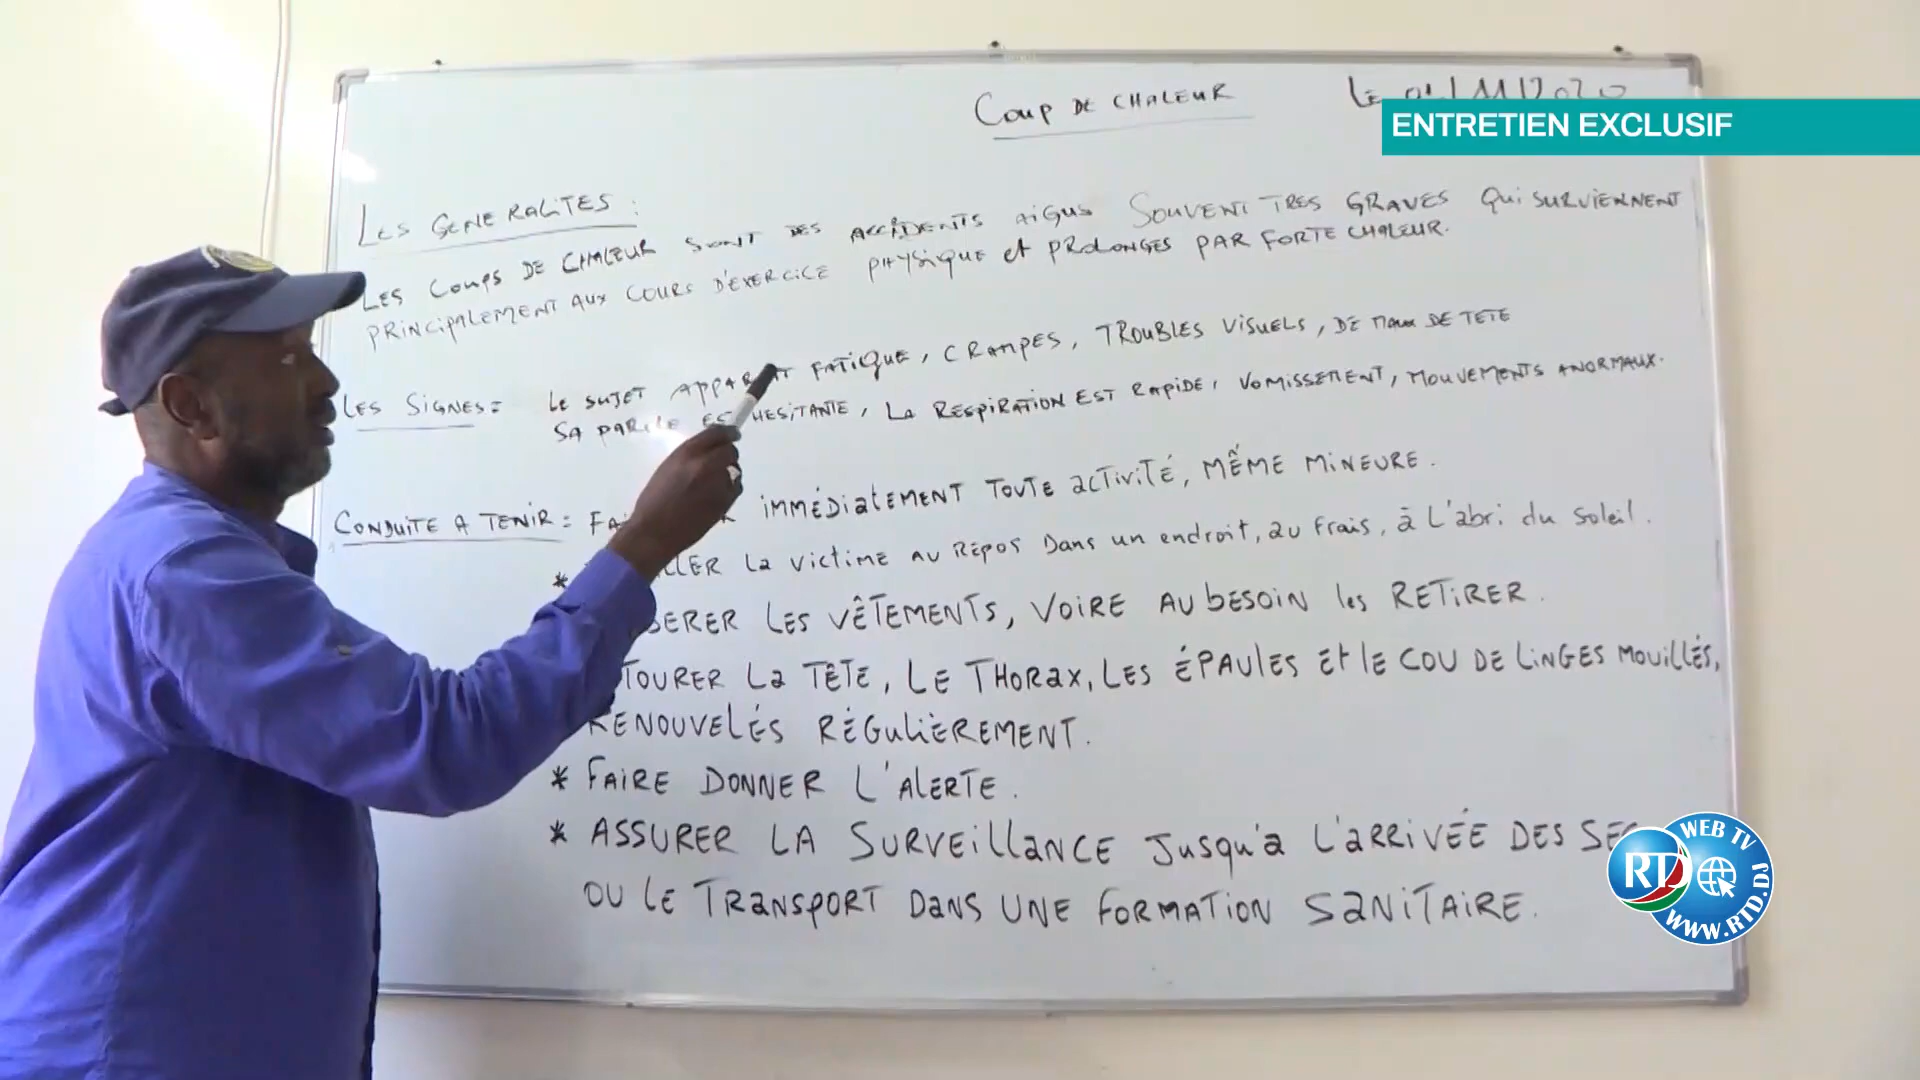 COUP DE CHALEUR
LE
ENTRETIEN EXCLUSIF
LES GENERALITES :
LES COUPS DE CHALEUR SONT DES ACCIDENTS AIGUS SOUVENT TRES GRAVES QUI SURVIENNENT
PRINCIPALEMENT AUX COURS D'EXERCICE PHYSIQUE et PROLONGES PAR FORTE CHALEUR.
LES SIGNES = LE SUJET FATIGUE, CRAMPES, TROUBLES VISUELS, DE MAUX DE TETE
SA PAROLE HESITANTE, LA RESPIRATION EST RAPIDE, VOMISSEMENT, MOUVEMENTS ANORMAUX.
CONDUITE A TENIR = IMMÉDIATEMENT TOUTE ACTIVITÉ, MÊME MINEURE.
* LA VICTIME AU REPOS DANS un endroit, au frais, à L'abri du soleil.
LES VÊTEMENTS, VOIRE AU BESOIN les RETIRER.
LA TÊTE, LE THORAX, LES ÉPAULES Et le COU DE LINGES MOUILLÉS,
RENOUVELÉS RÉGULIÈREMENT.
* FAIRE DONNER L'ALERTE.
* ASSURER LA SURVEILLANCE JUSQU'À L'ARRIVÉE DES
OU LE TRANSPORT DANS UNE FORMATION SANITAIRE.
WEB TV
RTD
WWW.RTD.DJ